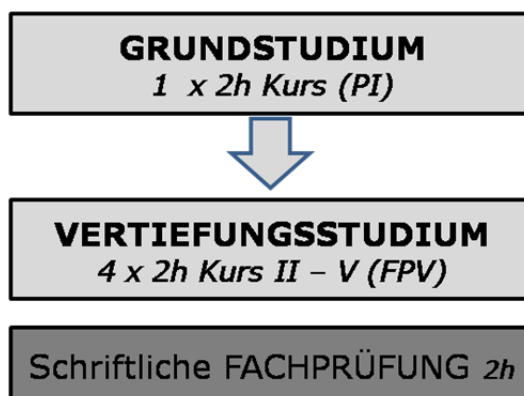 GRUNDSTUDIUM
1 x 2h Kurs (PI)
VERTIEFUNGSSTUDIUM
4 x 2h Kurs II – V (FPV)
Schriftliche FACHPRÜFUNG 2h